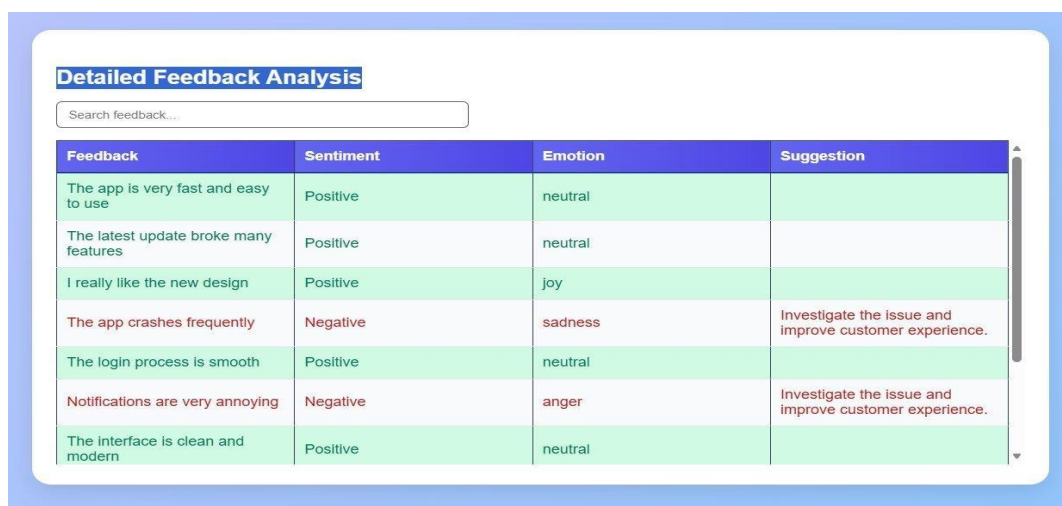 Detailed Feedback Analysis
Search feedback...
Feedback Sentiment Emotion Suggestion
The app is very fast and easy
to use
Positive neutral
The latest update broke many
features
Positive neutral
I really like the new design Positive joy
The app crashes frequently Negative sadness
Investigate the issue and
improve customer experience.
The login process is smooth Positive neutral
Notifications are very annoying Negative anger
Investigate the issue and
improve customer experience.
The interface is clean and
modern
Positive neutral